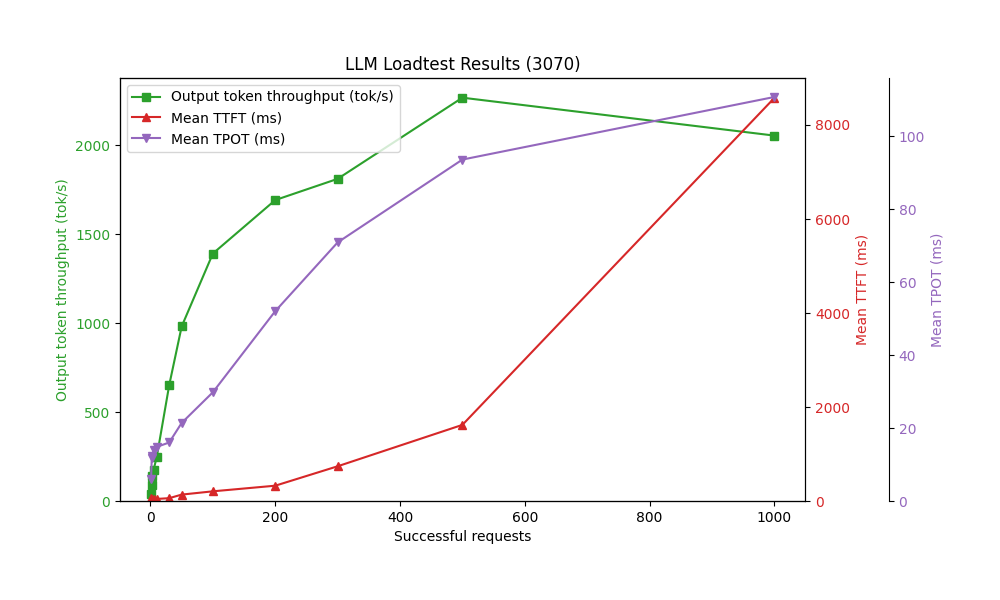 LLM Loadtest Results (3070)
Output token throughput (tok/s)
Mean TTFT (ms)
Mean TPOT (ms)
Output token throughput (tok/s)
2000
1500
1000
500
0
0
200
400
600
800
1000
Successful requests
8000
6000
4000
2000
0
Mean TTFT (ms)
100
80
60
40
20
0
Mean TPOT (ms)